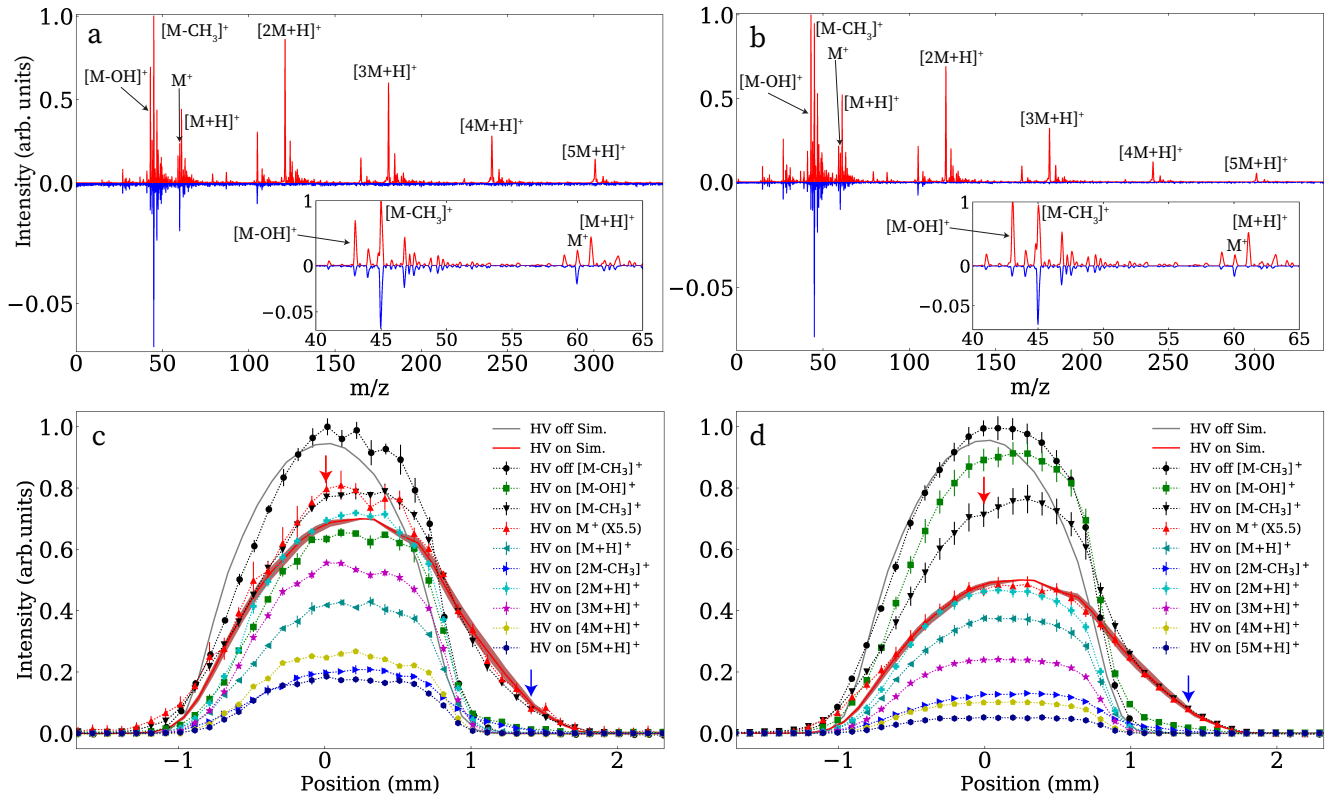 a
[M-CH₃]⁺
[2M+H]⁺
[M-OH]⁺
M⁺
[M+H]⁺
[3M+H]⁺
[4M+H]⁺
[5M+H]⁺
Intensity (arb. units)
1.0
0.5
0.0
−0.05
[M-OH]⁺
[M-CH₃]⁺
M⁺
[M+H]⁺
1
0
−0.05
40 45 50 55 60 65
0 50 100 150 200 250 300
m/z
b
[M-CH₃]⁺
M⁺
[2M+H]⁺
[M-OH]⁺
[M+H]⁺
[3M+H]⁺
[4M+H]⁺
[5M+H]⁺
1.0
0.5
0.0
−0.05
[M-OH]⁺
[M-CH₃]⁺
M⁺
[M+H]⁺
1
0
−0.05
40 45 50 55 60 65
0 50 100 150 200 250 300
m/z
c
Intensity (arb.units)
1.0
0.8
0.6
0.4
0.2
0.0
HV off Sim.
HV on Sim.
HV off [M-CH₃]⁺
HV on [M-OH]⁺
HV on [M-CH₃]⁺
HV on M⁺(X5.5)
HV on [M+H]⁺
HV on [2M-CH₃]⁺
HV on [2M+H]⁺
HV on [3M+H]⁺
HV on [4M+H]⁺
HV on [5M+H]⁺
−1 0 1 2
Position (mm)
d
1.0
0.8
0.6
0.4
0.2
0.0
HV off Sim.
HV on Sim.
HV off [M-CH₃]⁺
HV on [M-OH]⁺
HV on [M-CH₃]⁺
HV on M⁺(X5.5)
HV on [M+H]⁺
HV on [2M-CH₃]⁺
HV on [2M+H]⁺
HV on [3M+H]⁺
HV on [4M+H]⁺
HV on [5M+H]⁺
−1 0 1 2
Position (mm)